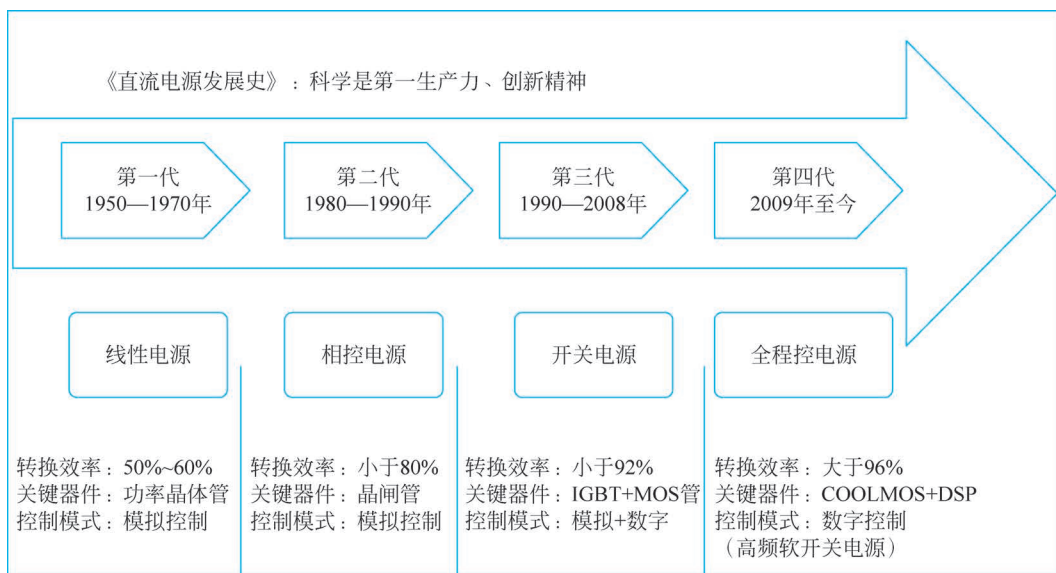 《直流电源发展史》：科学是第一生产力、创新精神
第一代
1950—1970年
第二代
1980—1990年
第三代
1990—2008年
第四代
2009年至今
线性电源
相控电源
开关电源
全程控电源
转换效率：50%~60%
关键器件：功率晶体管
控制模式：模拟控制
转换效率：小于80%
关键器件：晶闸管
控制模式：模拟控制
转换效率：小于92%
关键器件：IGBT+MOS管
控制模式：模拟+数字
转换效率：大于96%
关键器件：COOLMOS+DSP
控制模式：数字控制
（高频软开关电源）